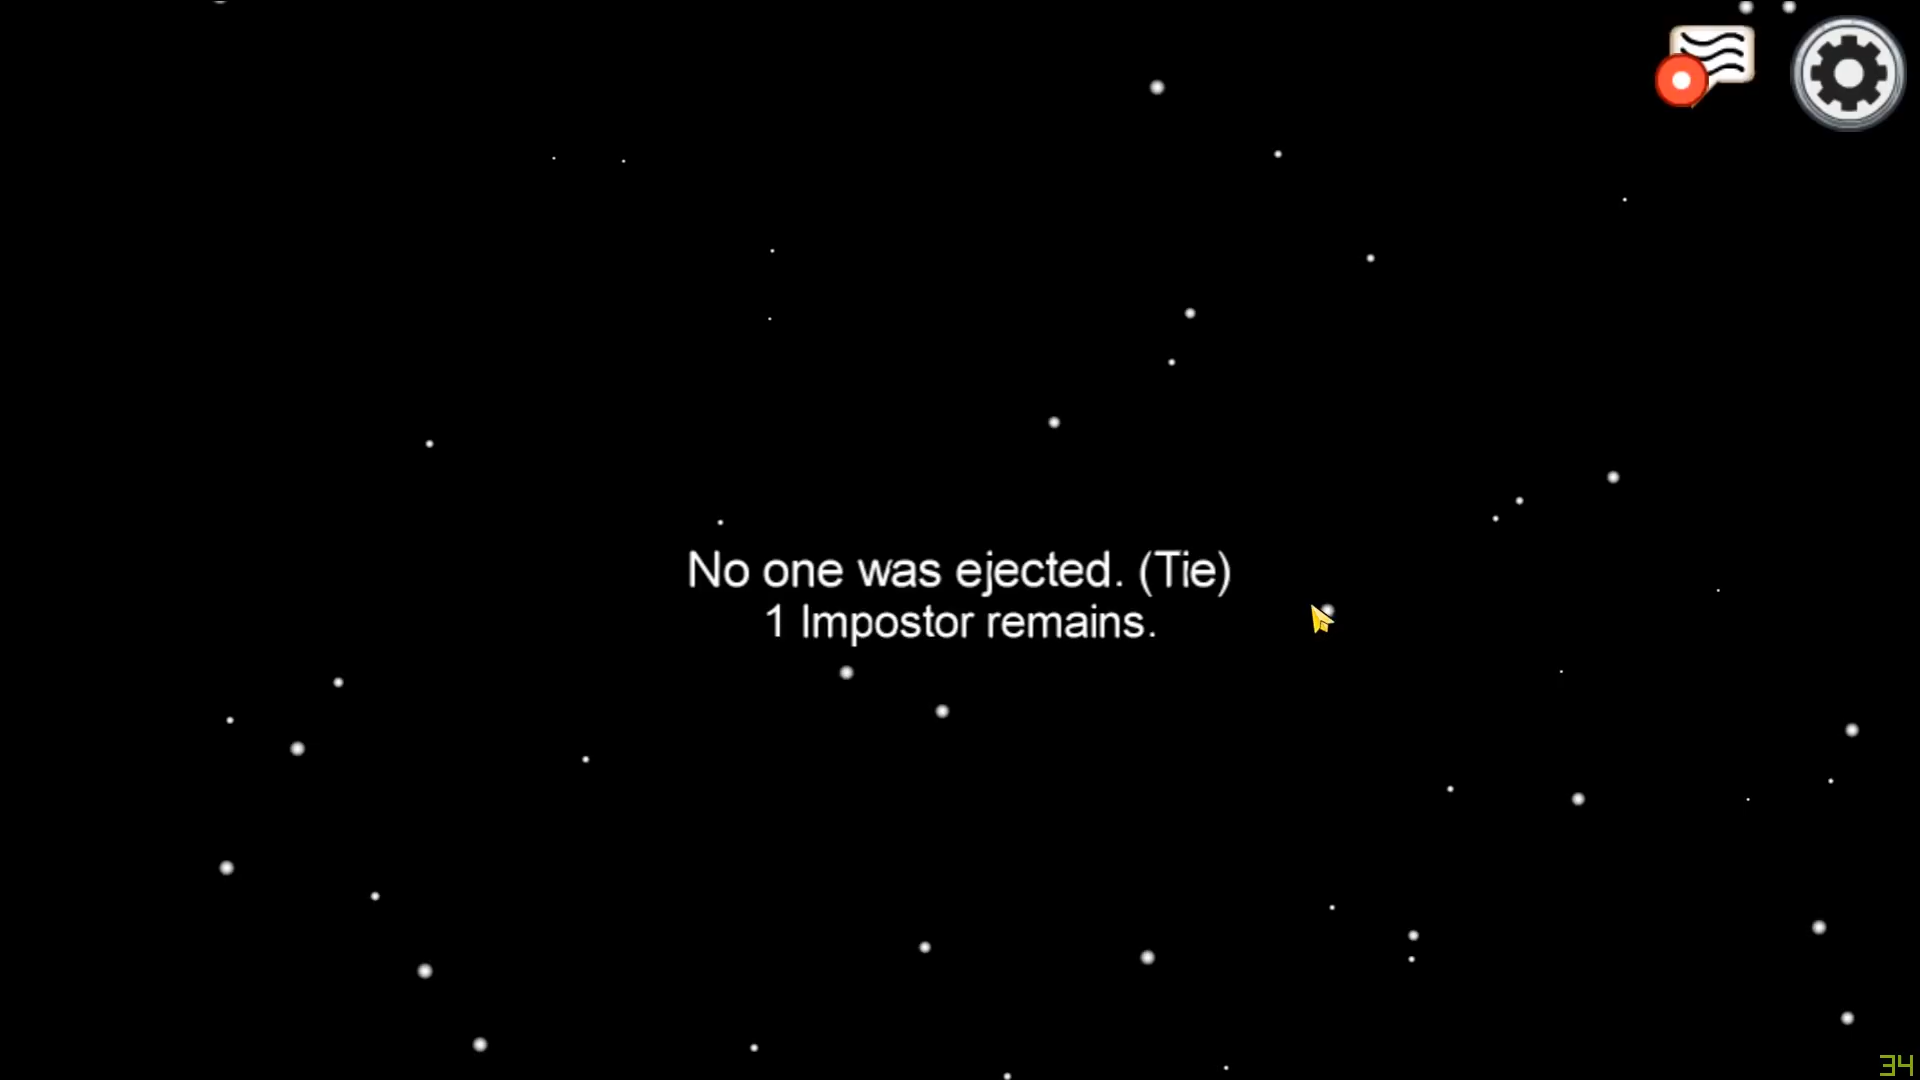 No one was ejected. (Tie)
1 Impostor remains.
34